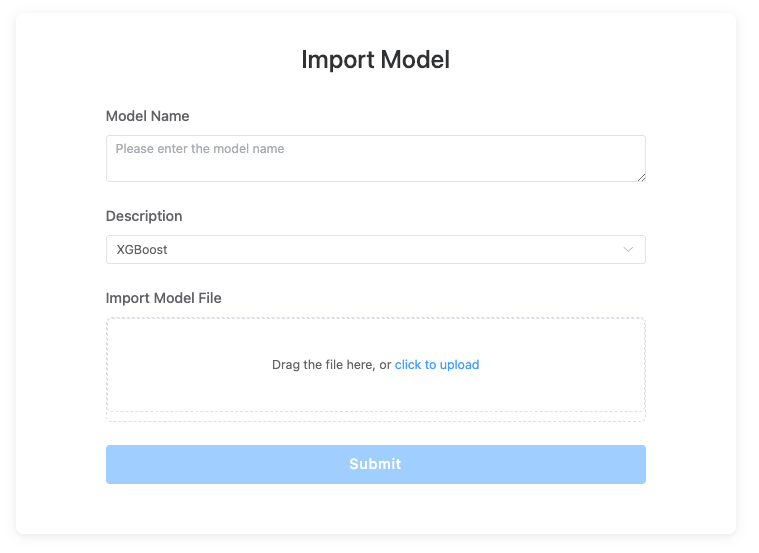 Import Model
Model Name
Please enter the model name
Description
XGBoost
Import Model File
Drag the file here, or click to upload
Submit